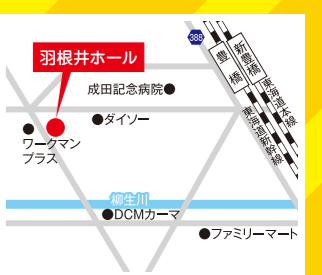 388
羽根井ホール
豊橋
新豊橋
成田記念病院●
東海道本線
東海道新幹線
●ダイソー
ワークマン
プラス
柳生川
●DCMカーマ
●ファミリーマート